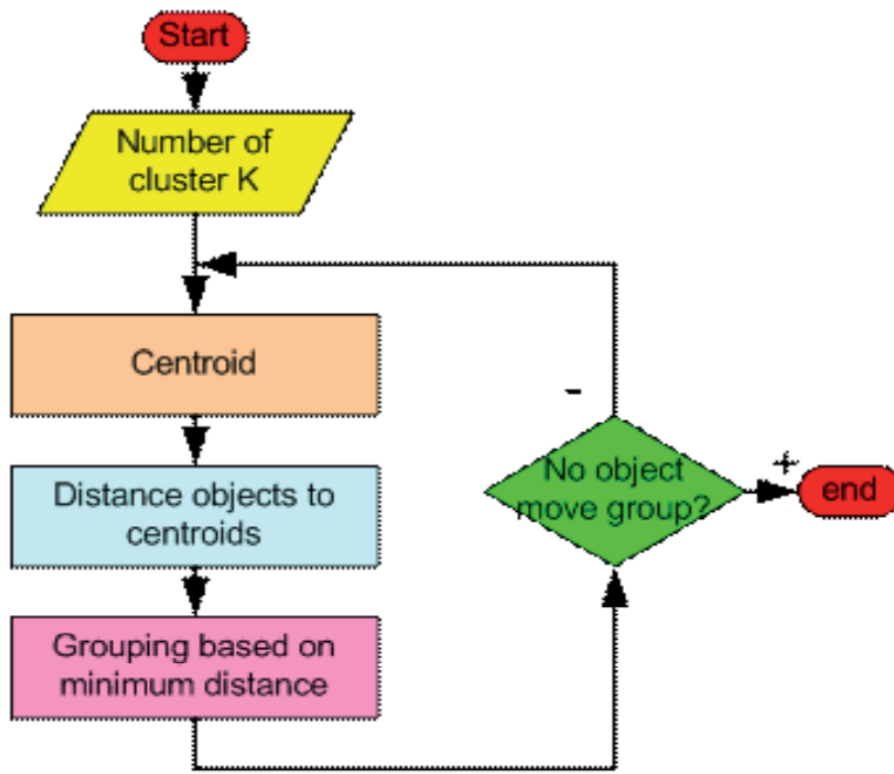 Start
Number of
cluster K
Centroid
Distance objects to
centroids
Grouping based on
minimum distance
-
No object
move group?
+
end